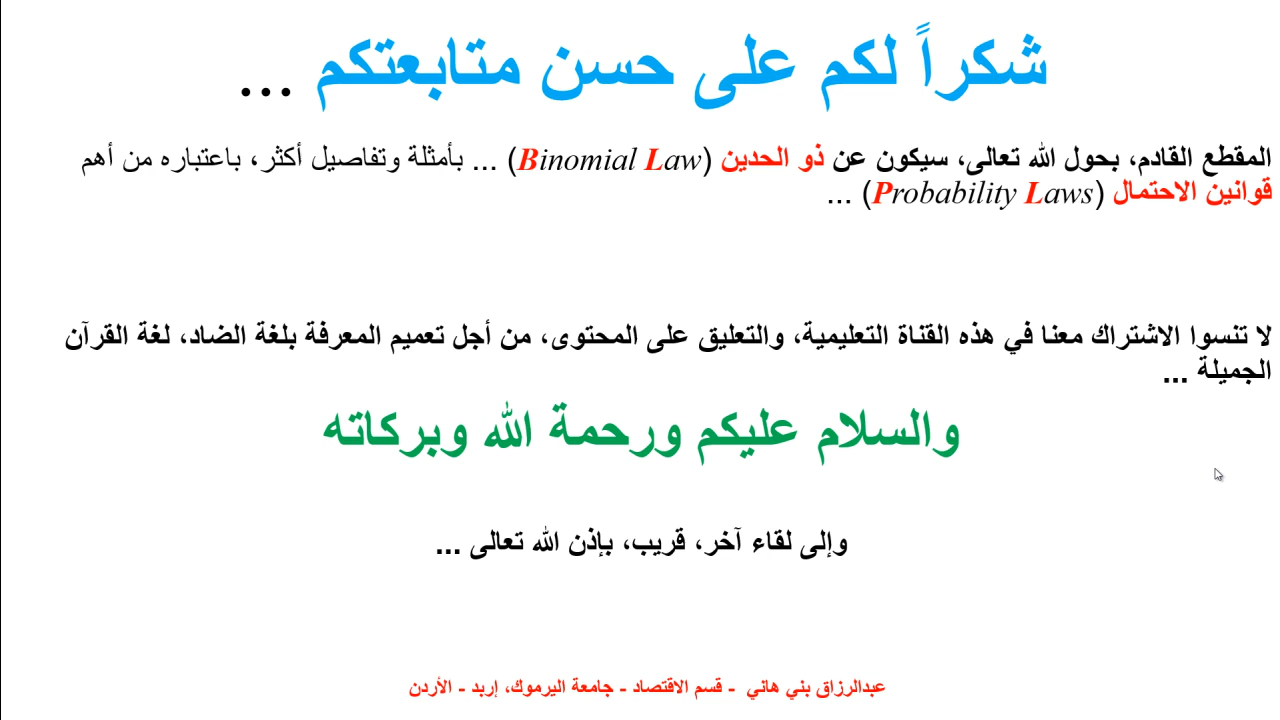 شكراً لكم على حسن متابعتكم ...
المقطع القادم، بحول الله تعالى، سيكون عن ذو الحدين (Binomial Law) ... بأمثلة وتفاصيل أكثر، باعتباره من أهم
قوانين الاحتمال (Probability Laws) ...
لا تنسوا الاشتراك معنا في هذه القناة التعليمية، والتعليق على المحتوى، من أجل تعميم المعرفة بلغة الضاد، لغة القرآن
الجميلة ...
والسلام عليكم ورحمة الله وبركاته
وإلى لقاء آخر، قريب، بإذن الله تعالى ...
عبدالرزاق بني هاني - قسم الاقتصاد - جامعة اليرموك، إربد - الأردن